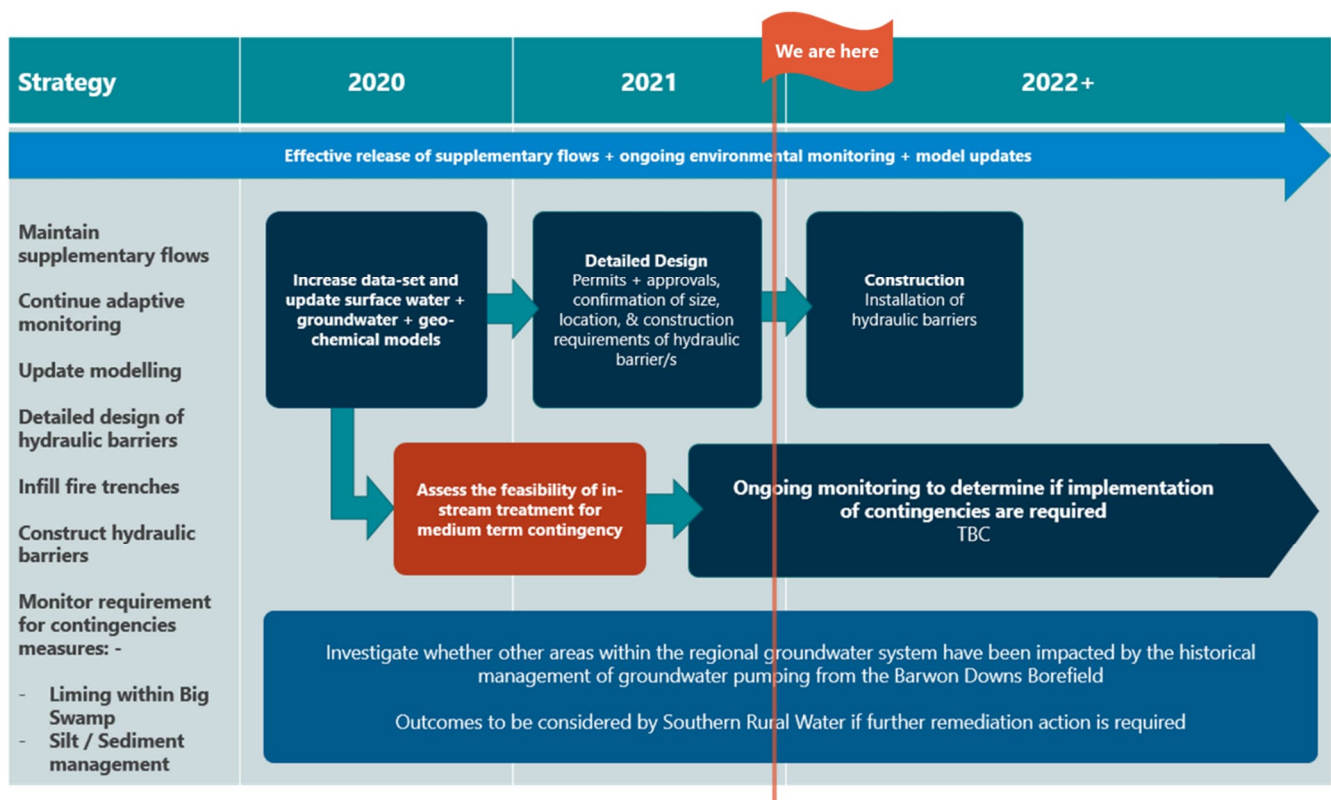 We are here
Strategy
2020
2021
2022+
Effective release of supplementary flows + ongoing environmental monitoring + model updates
Maintain
supplementary flows
Continue adaptive
monitoring
Update modelling
Detailed design of
hydraulic barriers
Infill fire trenches
Construct hydraulic
barriers
Monitor requirement
for contingencies
measures: -
- Liming within Big
Swamp
- Silt / Sediment
management
Increase data-set and
update surface water +
groundwater + geo-
chemical models
Detailed Design
Permits + approvals,
confirmation of size,
location, & construction
requirements of hydraulic
barrier/s
Construction
Installation of
hydraulic barriers
Assess the feasibility of in-
stream treatment for
medium term contingency
Ongoing monitoring to determine if implementation
of contingencies are required
TBC
Investigate whether other areas within the regional groundwater system have been impacted by the historical
management of groundwater pumping from the Barwon Downs Borefield
Outcomes to be considered by Southern Rural Water if further remediation action is required